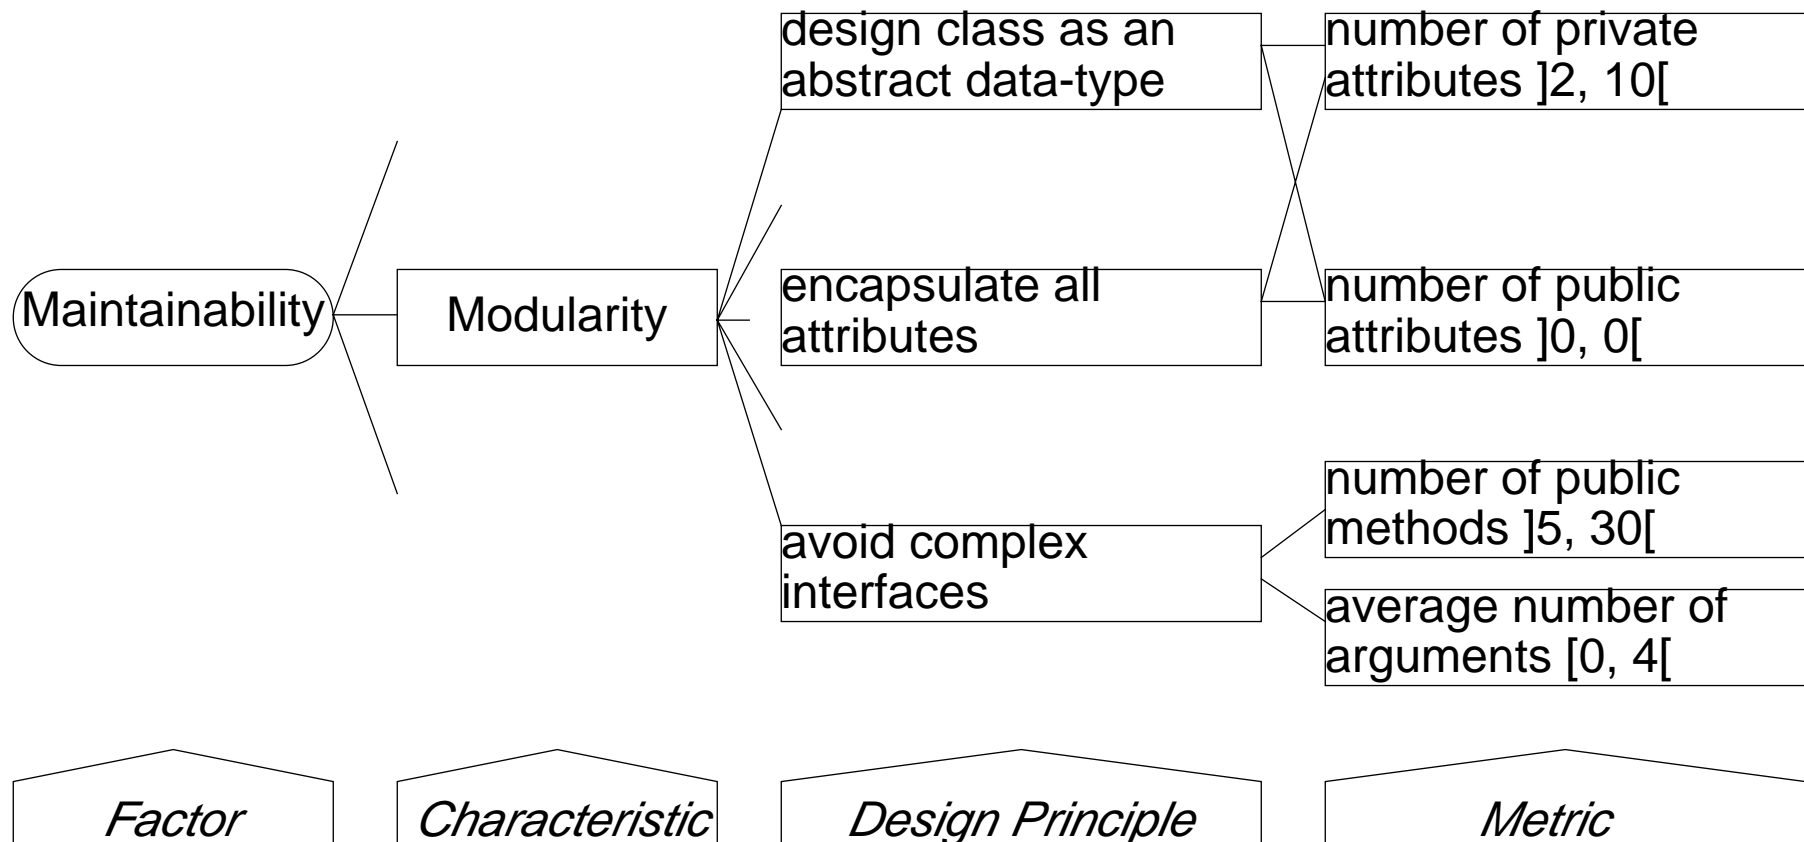 design class as an
abstract data-type
number of private
attributes ]2, 10[
Maintainability
Modularity
encapsulate all
attributes
number of public
attributes ]0, 0[
avoid complex
interfaces
number of public
methods ]5, 30[
average number of
arguments [0, 4[
Factor
Characteristic
Design Principle
Metric